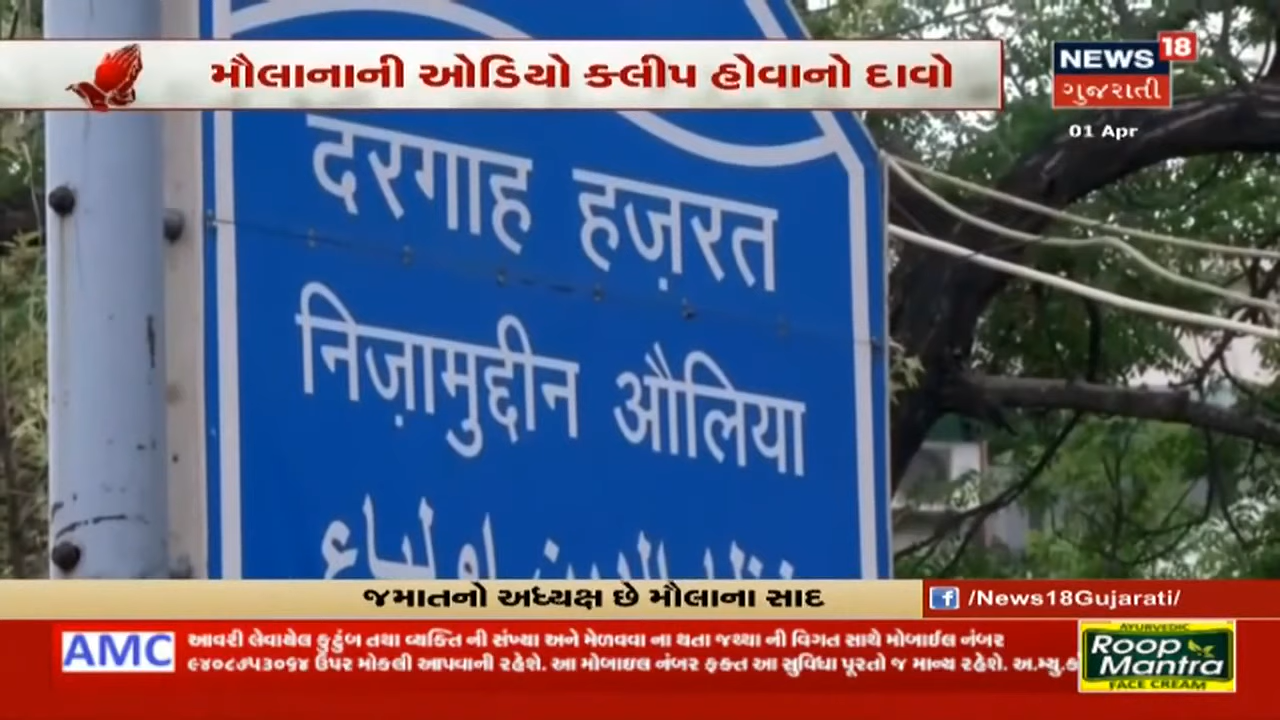 મૌલાનાની ઓડિયો ક્લીપ હોવાનો દાવો
NEWS 18
ગુજરાતી
01 Apr
दरगाह हज़रत
निज़ामुद्दीन औलिया
જમાતનો અધ્યક્ષ છે મૌલાના સાદ
/News18Gujarati/
AMC
આવરી લેવાયેલ કુટુંબ તથા વ્યક્તિ ની સંખ્યા અને મેળવવા ના થતા જથ્થા ની વિગત સાથે મોબાઈલ નંબર
૯૪૦૮૭૫૩૦૬૪ ઉપર મોકલી આપવાની રહેશે. આ મોબાઇલ નંબર ફક્ત આ સુવિધા પૂરતો જ માન્ય રહેશે. અ.મ્યુ.કો
AYURVEDIC
Roop
Mantra
FACE CREAM